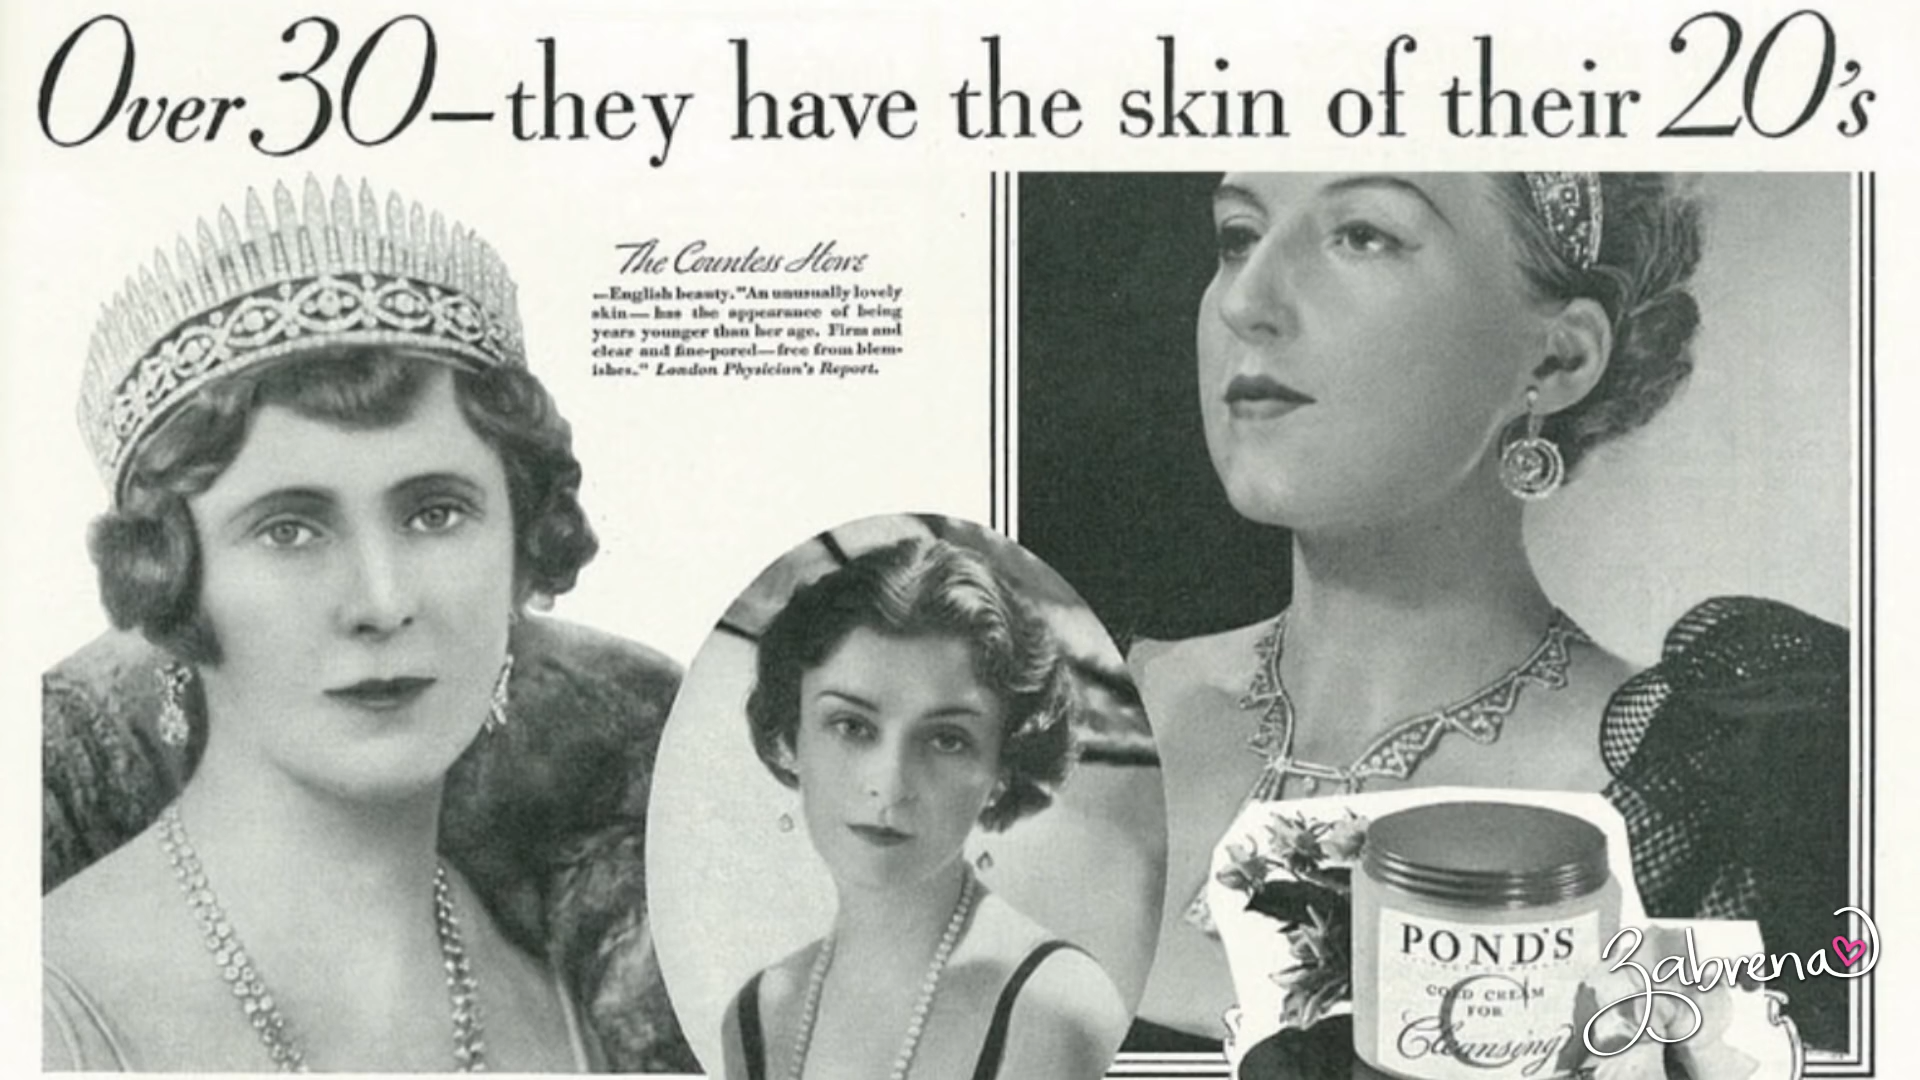 Over 30—they have the skin of their 20's
The Countess Howe
—English beauty. "An unusually lovely
skin—has the appearance of being
years younger than her age. Firm and
clear and fine-pored—free from blem-
ishes." London Physician's Report.
POND'S
COLD CREAM
FOR
Cleansing
Zabrena